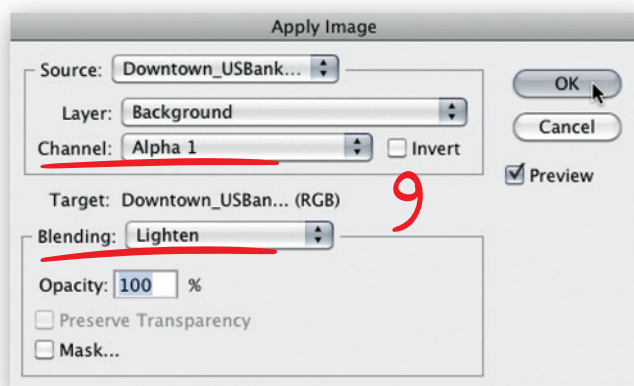 Apply Image
Source: Downtown_USBank...
OK
Layer: Background
Cancel
Channel: Alpha 1 Invert
Preview
Target: Downtown_USBan... (RGB)
9
Blending: Lighten
Opacity: 100 %
Preserve Transparency
Mask...